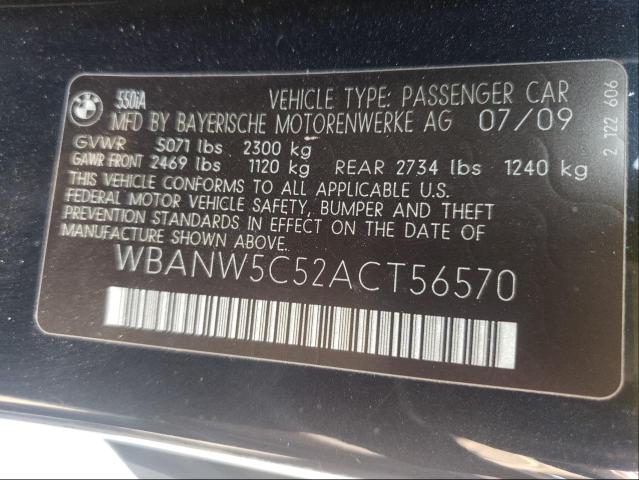 BMW
550iA VEHICLE TYPE: PASSENGER CAR
MFD BY BAYERISCHE MOTORENWERKE AG 07/09
GVWR 5071 lbs 2300 kg
GAWR FRONT 2469 lbs 1120 kg REAR 2734 lbs 1240 kg
THIS VEHICLE CONFORMS TO ALL APPLICABLE U.S.
FEDERAL MOTOR VEHICLE SAFETY, BUMPER AND THEFT
PREVENTION STANDARDS IN EFFECT ON THE DATE OF
MANUFACTURE SHOWN ABOVE.
WBANW5C52ACT56570
2 122 606